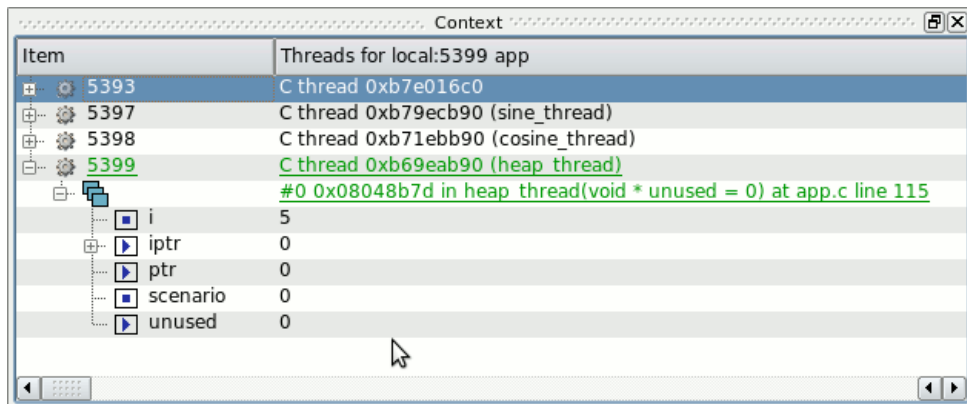 Context
Item Threads for local:5399 app
5393 C thread 0xb7e016c0
5397 C thread 0xb79ecb90 (sine_thread)
5398 C thread 0xb71ebb90 (cosine_thread)
5399 C thread 0xb69eab90 (heap_thread)
#0 0x08048b7d in heap_thread(void * unused = 0) at app.c line 115
i 5
iptr 0
ptr 0
scenario 0
unused 0